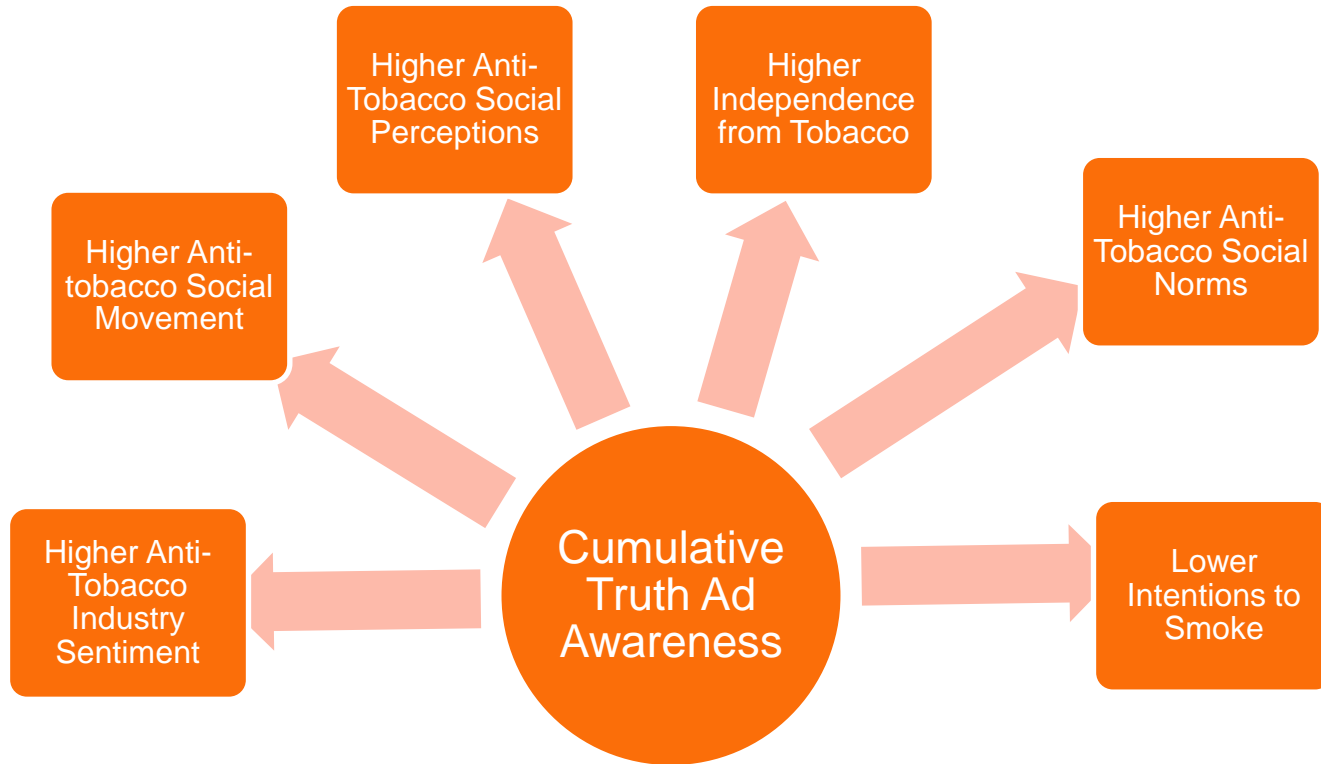 Higher Anti-
Tobacco Social
Perceptions
Higher
Independence
from Tobacco
Higher Anti-
tobacco Social
Movement
Higher Anti-
Tobacco Social
Norms
Higher Anti-
Tobacco
Industry
Sentiment
Cumulative
Truth Ad
Awareness
Lower
Intentions to
Smoke